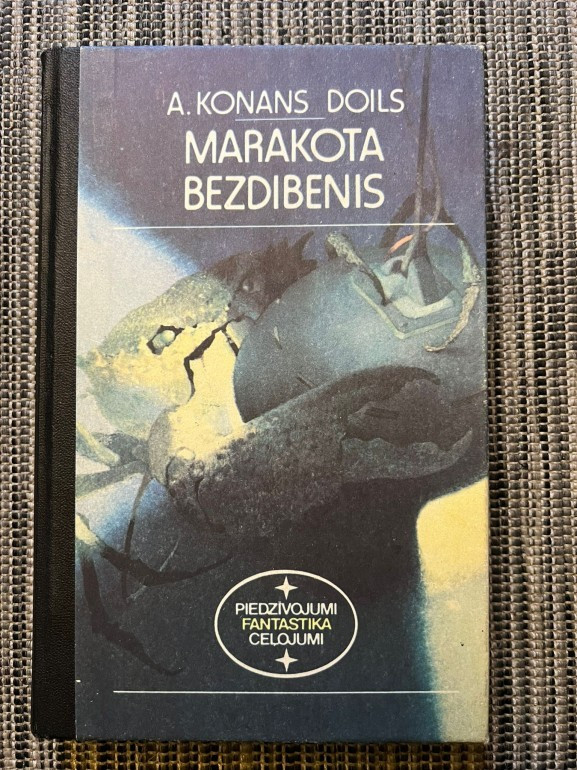 A. KONANS DOILS
MARAKOTA
BEZDIBENIS
PIEDZĪVOJUMI
FANTASTIKA
CEĻOJUMI